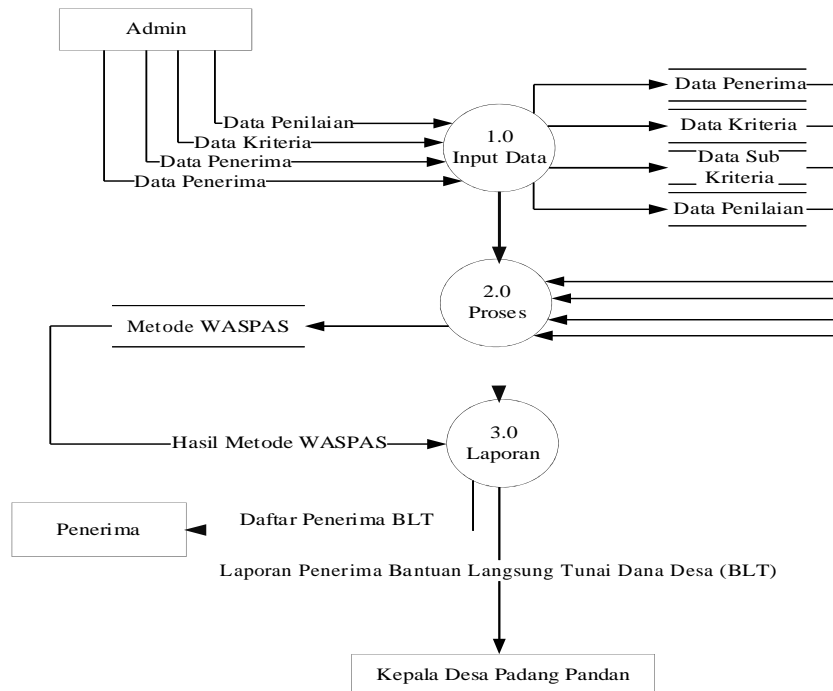 Admin
Data Penilaian
Data Kriteria
Data Penerima
Data Penerima
1.0
Input Data
Data Penerima
Data Kriteria
Data Sub
Kriteria
Data Penilaian
2.0
Proses
Metode WASPAS
3.0
Laporan
Hasil Metode WASPAS
Penerima
Daftar Penerima BLT
Laporan Penerima Bantuan Langsung Tunai Dana Desa (BLT)
Kepala Desa Padang Pandan